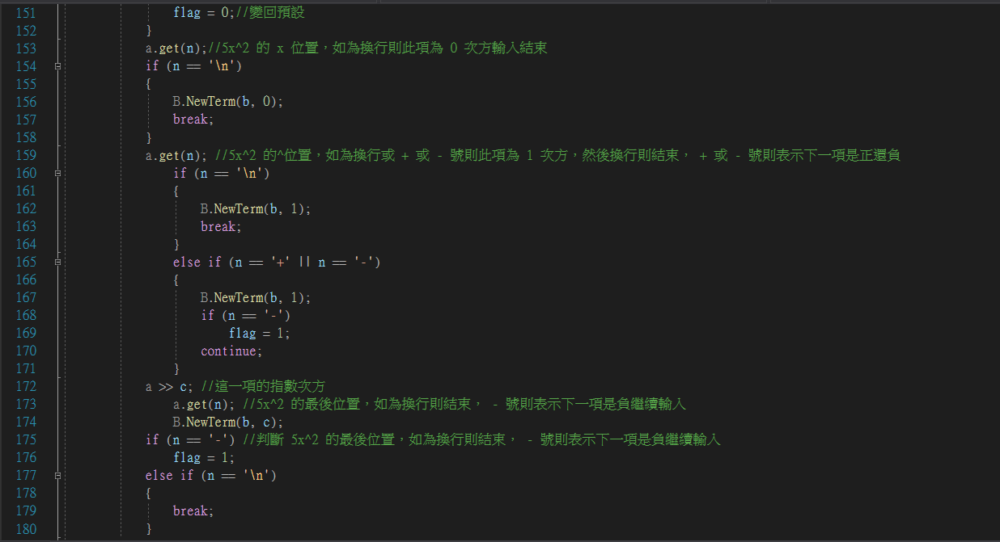 151 flag = 0;//變回預設
152 }
153 a.get(n);//5x^2 的 x 位置，如為換行則此項為 0 次方輸入結束
154 if (n == '\n')
155 {
156 B.NewTerm(b, 0);
157 break;
158 }
159 a.get(n); //5x^2 的^位置，如為換行或 + 或 - 號則此項為 1 次方，然後換行則結束， + 或 - 號則表示下一項是正還負
160 if (n == '\n')
161 {
162 B.NewTerm(b, 1);
163 break;
164 }
165 else if (n == '+' || n == '-')
166 {
167 B.NewTerm(b, 1);
168 if (n == '-')
169 flag = 1;
170 continue;
171 }
172 a >> c; //這一項的指數次方
173 a.get(n); //5x^2 的最後位置，如為換行則結束， - 號則表示下一項是負繼續輸入
174 B.NewTerm(b, c);
175 if (n == '-') //判斷 5x^2 的最後位置，如為換行則結束， - 號則表示下一項是負繼續輸入
176 flag = 1;
177 else if (n == '\n')
178 {
179 break;
180 }